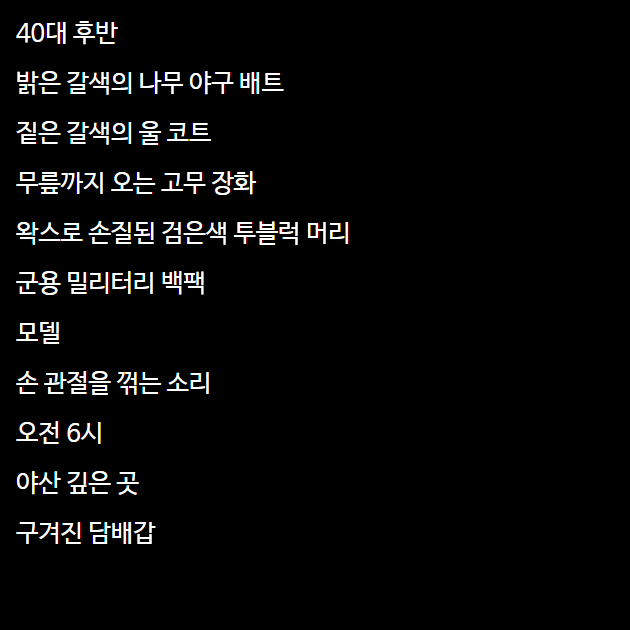 40대 후반
밝은 갈색의 나무 야구 배트
짙은 갈색의 울 코트
무릎까지 오는 고무 장화
왁스로 손질된 검은색 투블럭 머리
군용 밀리터리 백팩
모델
손 관절을 꺾는 소리
오전 6시
야산 깊은 곳
구겨진 담배갑